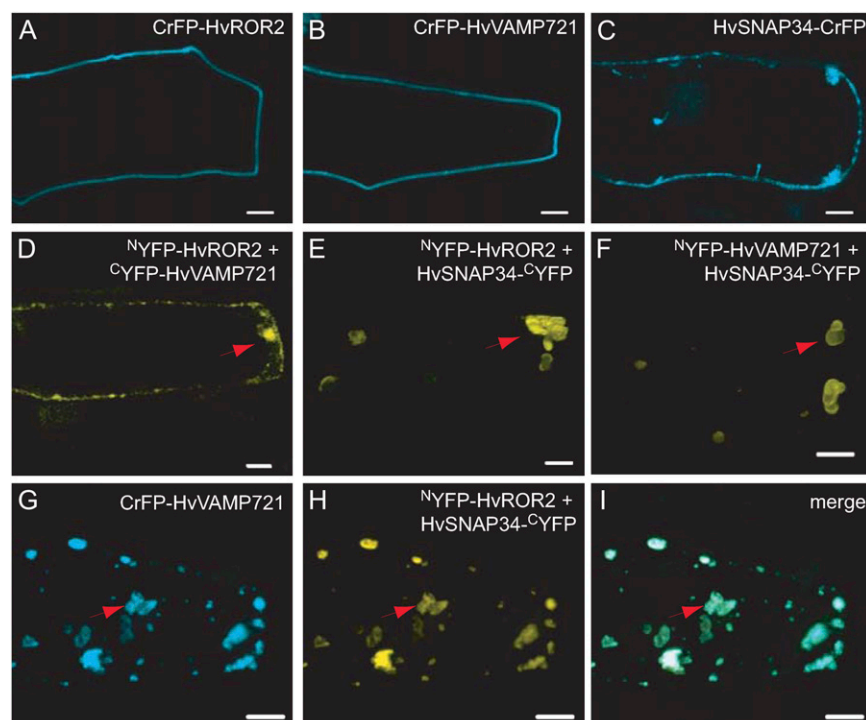 A CrFP-HvROR2
B CrFP-HvVAMP721
C HvSNAP34-CrFP
D ᴺYFP-HvROR2 +
ᶜYFP-HvVAMP721
E ᴺYFP-HvROR2 +
HvSNAP34-ᶜYFP
F ᴺYFP-HvVAMP721 +
HvSNAP34-ᶜYFP
G CrFP-HvVAMP721
H ᴺYFP-HvROR2 +
HvSNAP34-ᶜYFP
I merge